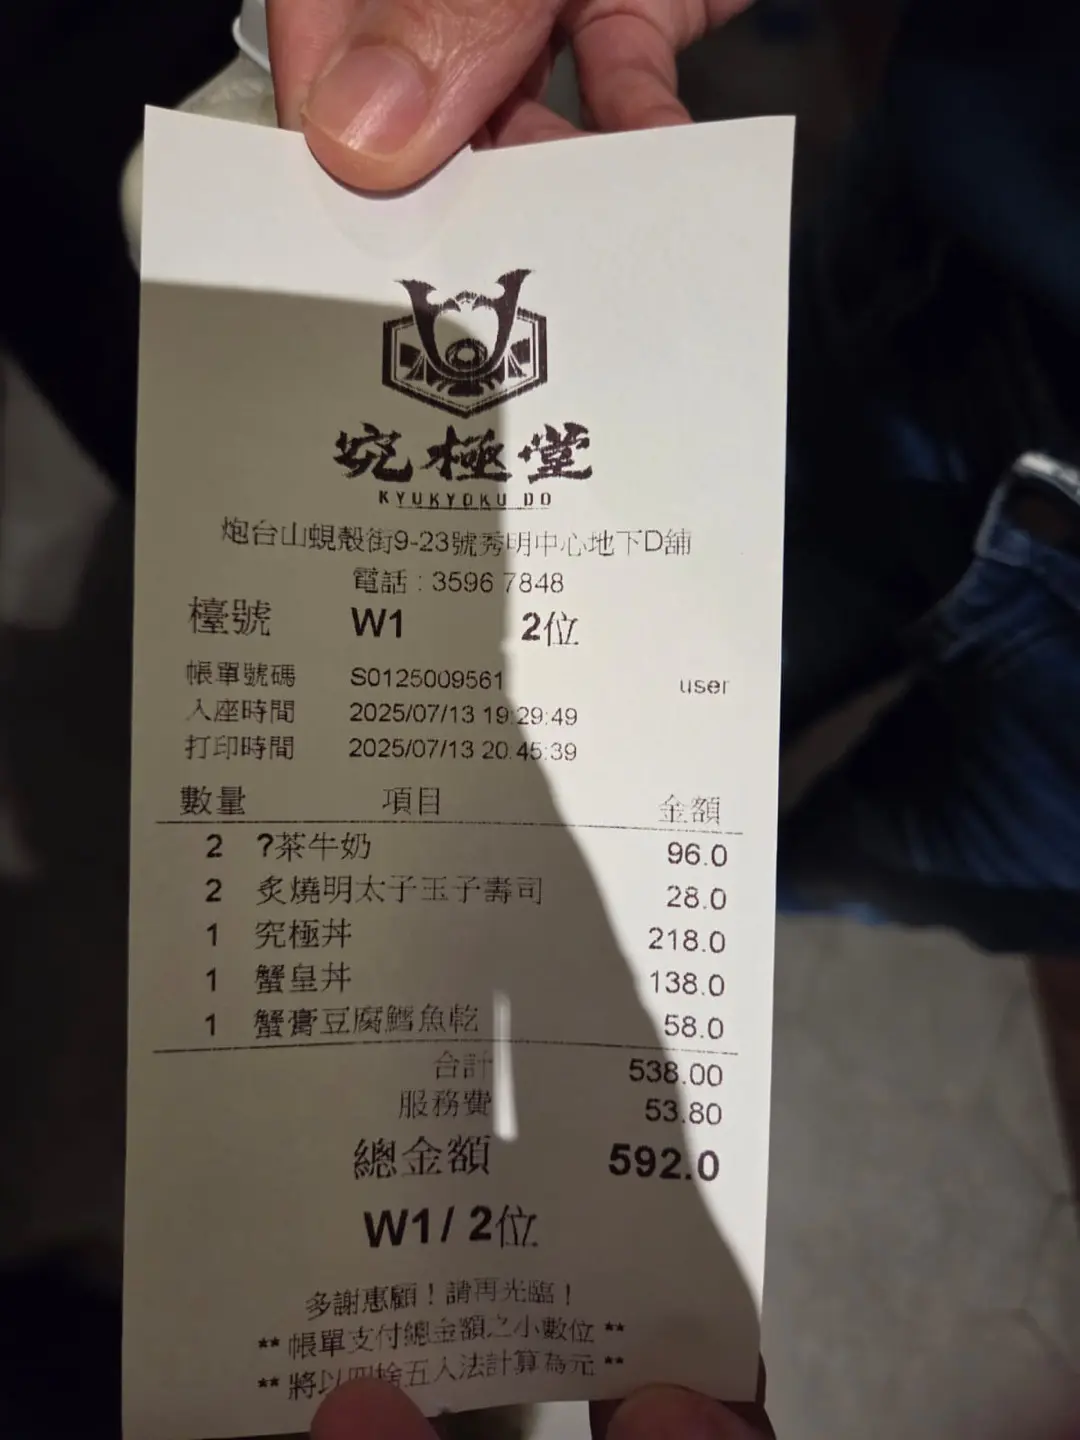 究極堂
KYUKYOKU DO
炮台山蜆殼街9-23號秀明中心地下D舖
電話 : 3596 7848
檯號 W1 2位
帳單號碼 S0125009561 user
入座時間 2025/07/13 19:29:49
打印時間 2025/07/13 20:45:39
數量 項目 金額
2 ?茶牛奶 96.0
2 炙燒明太子玉子壽司 28.0
1 究極丼 218.0
1 蟹皇丼 138.0
1 蟹膏豆腐鱈魚乾 58.0
合計 538.00
服務費 53.80
總金額 592.0
W1 / 2位
多謝惠顧！請再光臨！
** 帳單支付總金額之小數位 **
** 將以四捨五入法計算為元 **